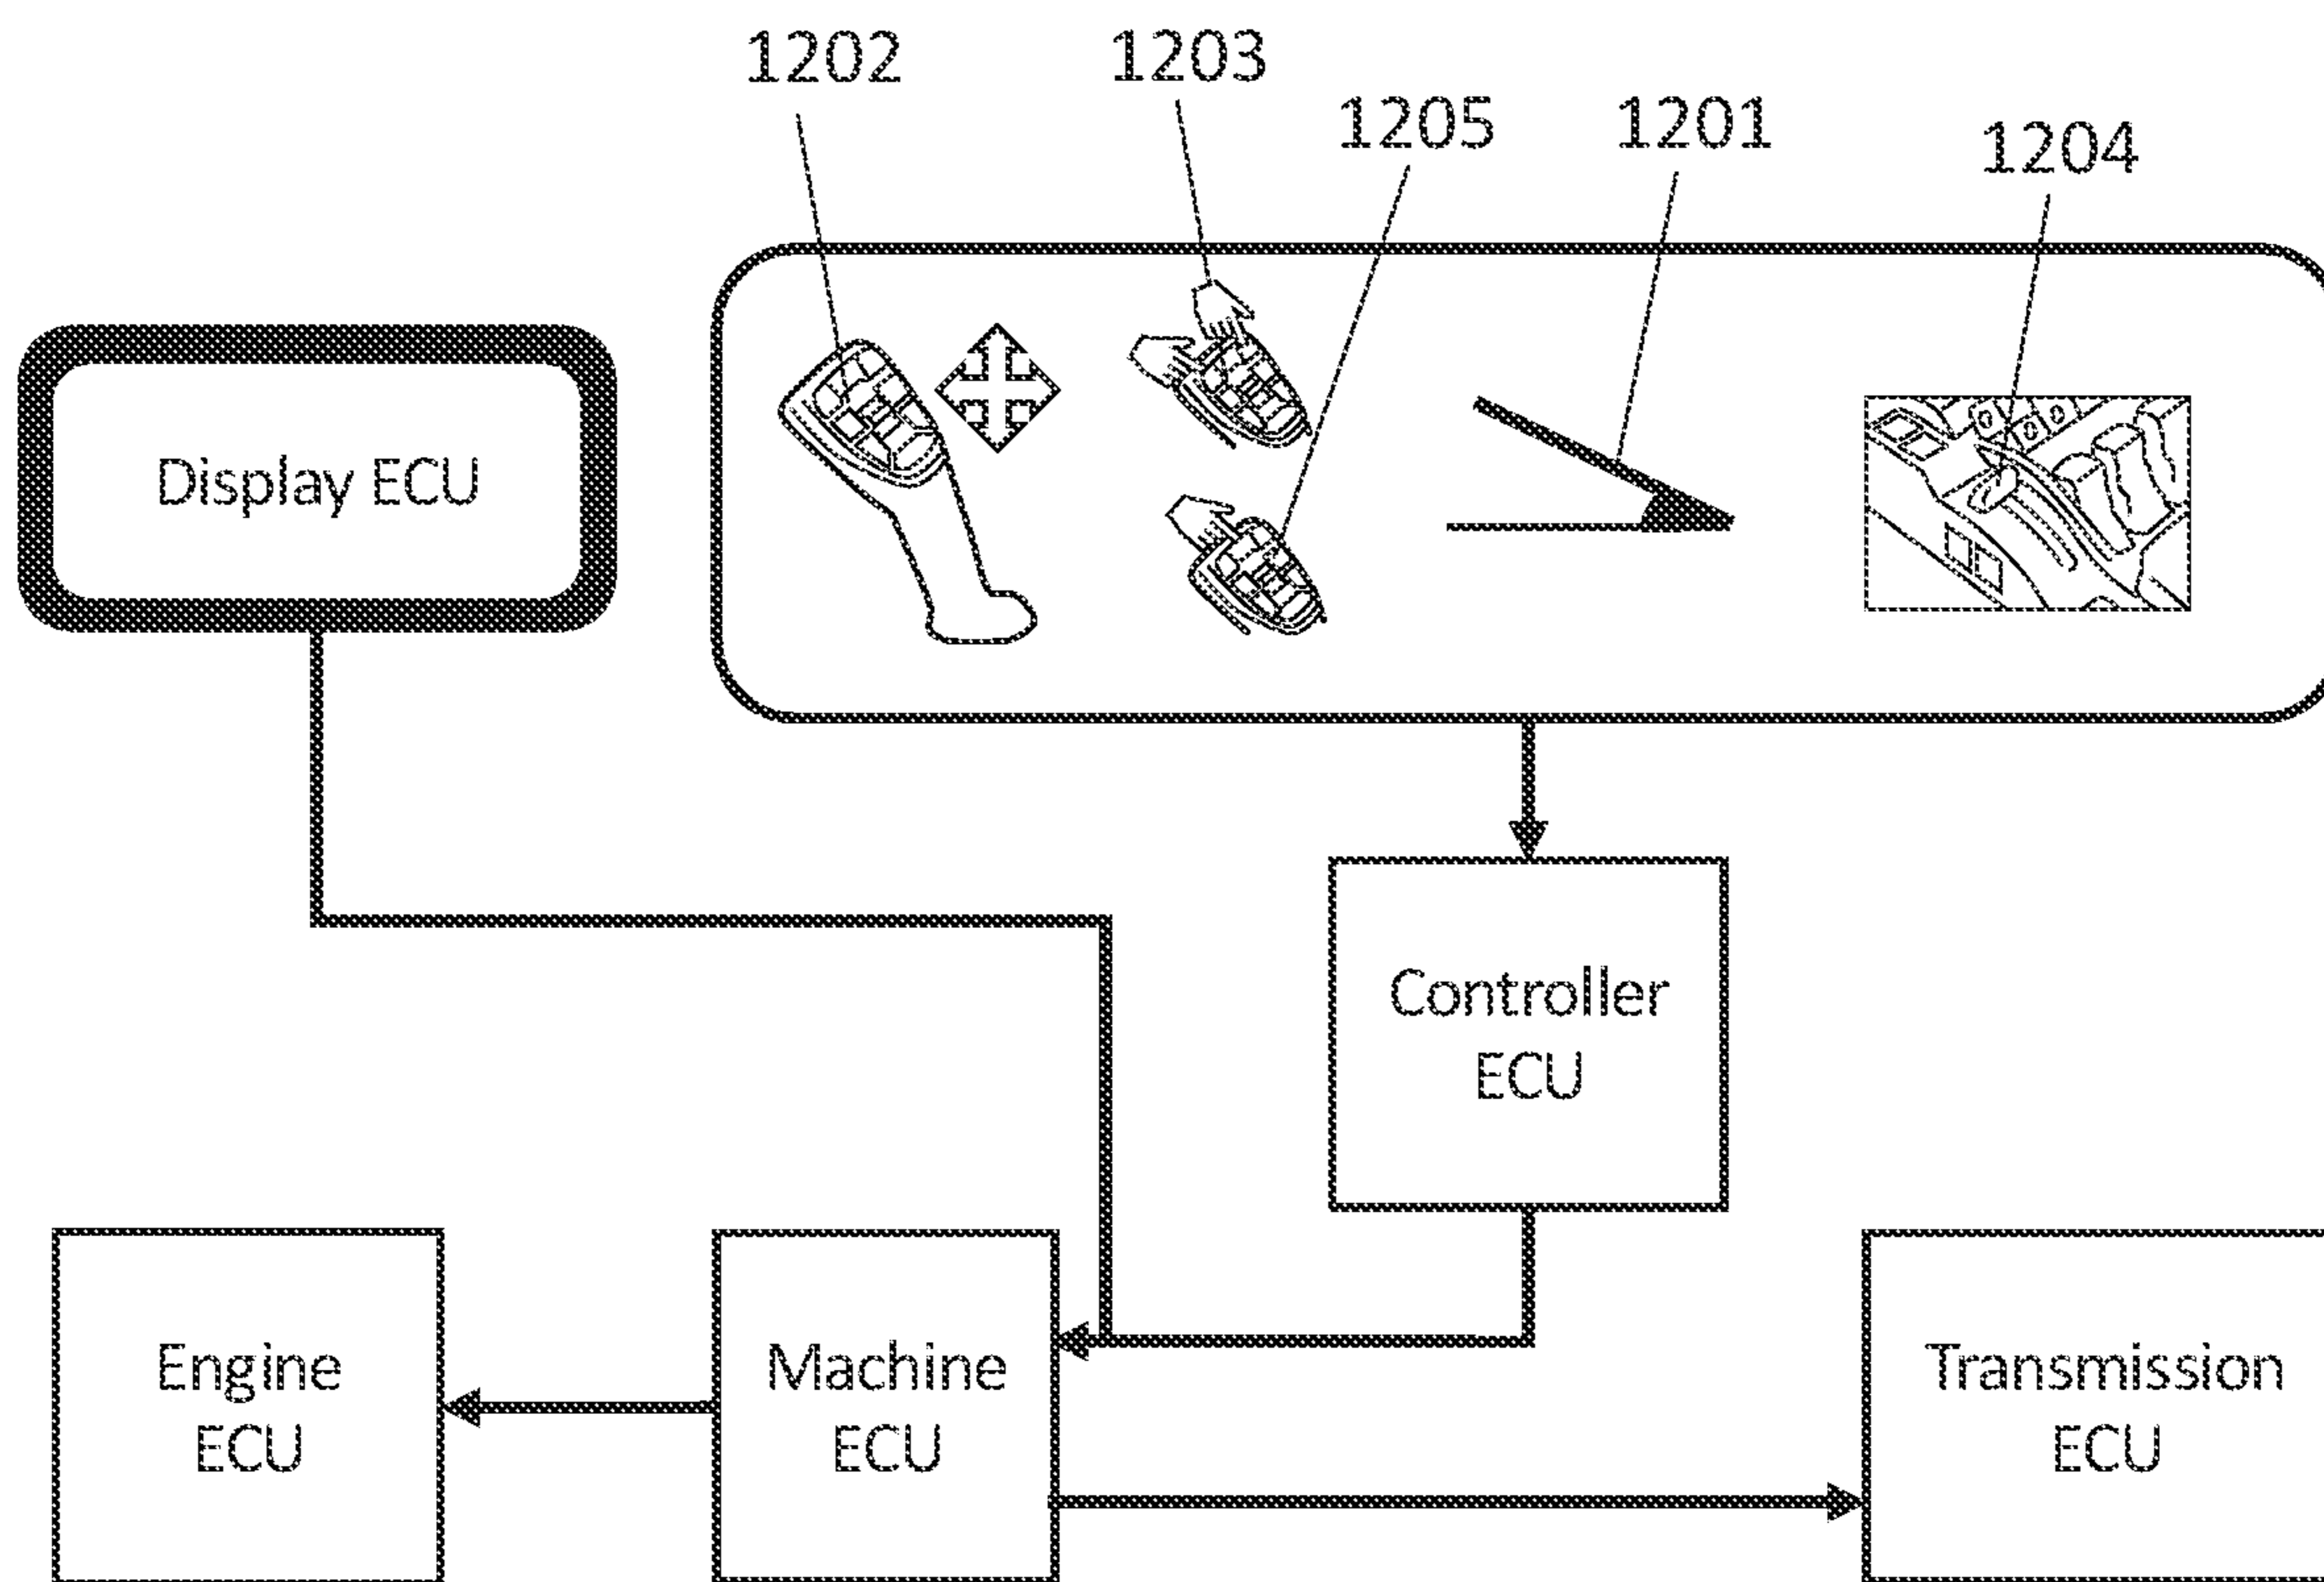 1202
1203
1205
1201
1204
Display ECU
Controller
ECU
Engine
ECU
Machine
ECU
Transmission
ECU